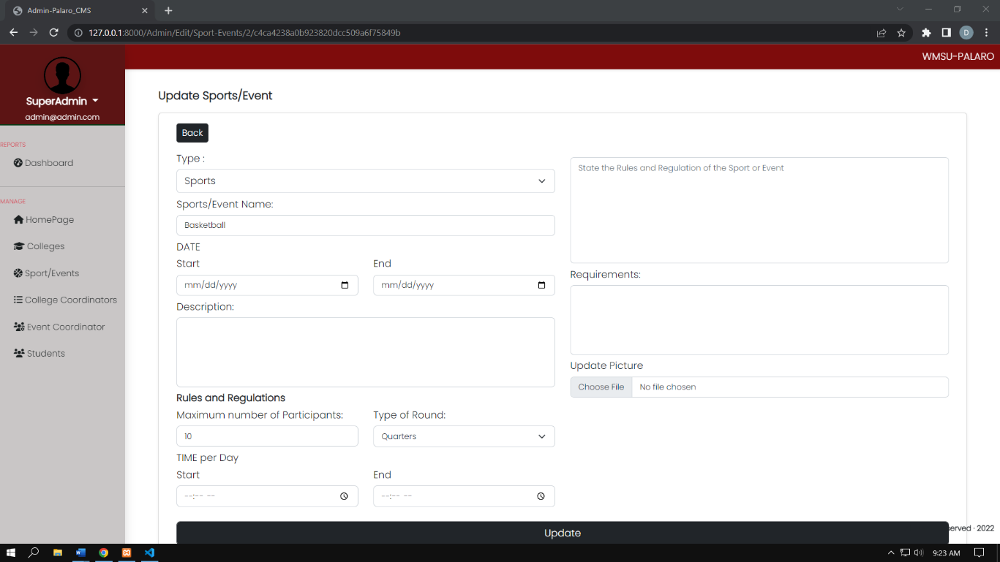 Admin-Palaro_CMS
127.0.0.1:8000/Admin/Edit/Sport-Events/2/c4ca4238a0b923820dcc509a6f75849b
D
WMSU-PALARO
SuperAdmin
admin@admin.com
REPORTS
Dashboard
MANAGE
HomePage
Colleges
Sport/Events
College Coordinators
Event Coordinator
Students
Update Sports/Event
Back
Type :
Sports
Sports/Event Name:
Basketball
DATE
Start End
mm/dd/yyyy mm/dd/yyyy
Description:
Rules and Regulations
Maximum number of Participants: Type of Round:
10 Quarters
TIME per Day
Start End
--:-- -- --:-- --
State the Rules and Regulation of the Sport or Event
Requirements:
Update Picture
Choose File No file chosen
Update
served · 2022
9:23 AM